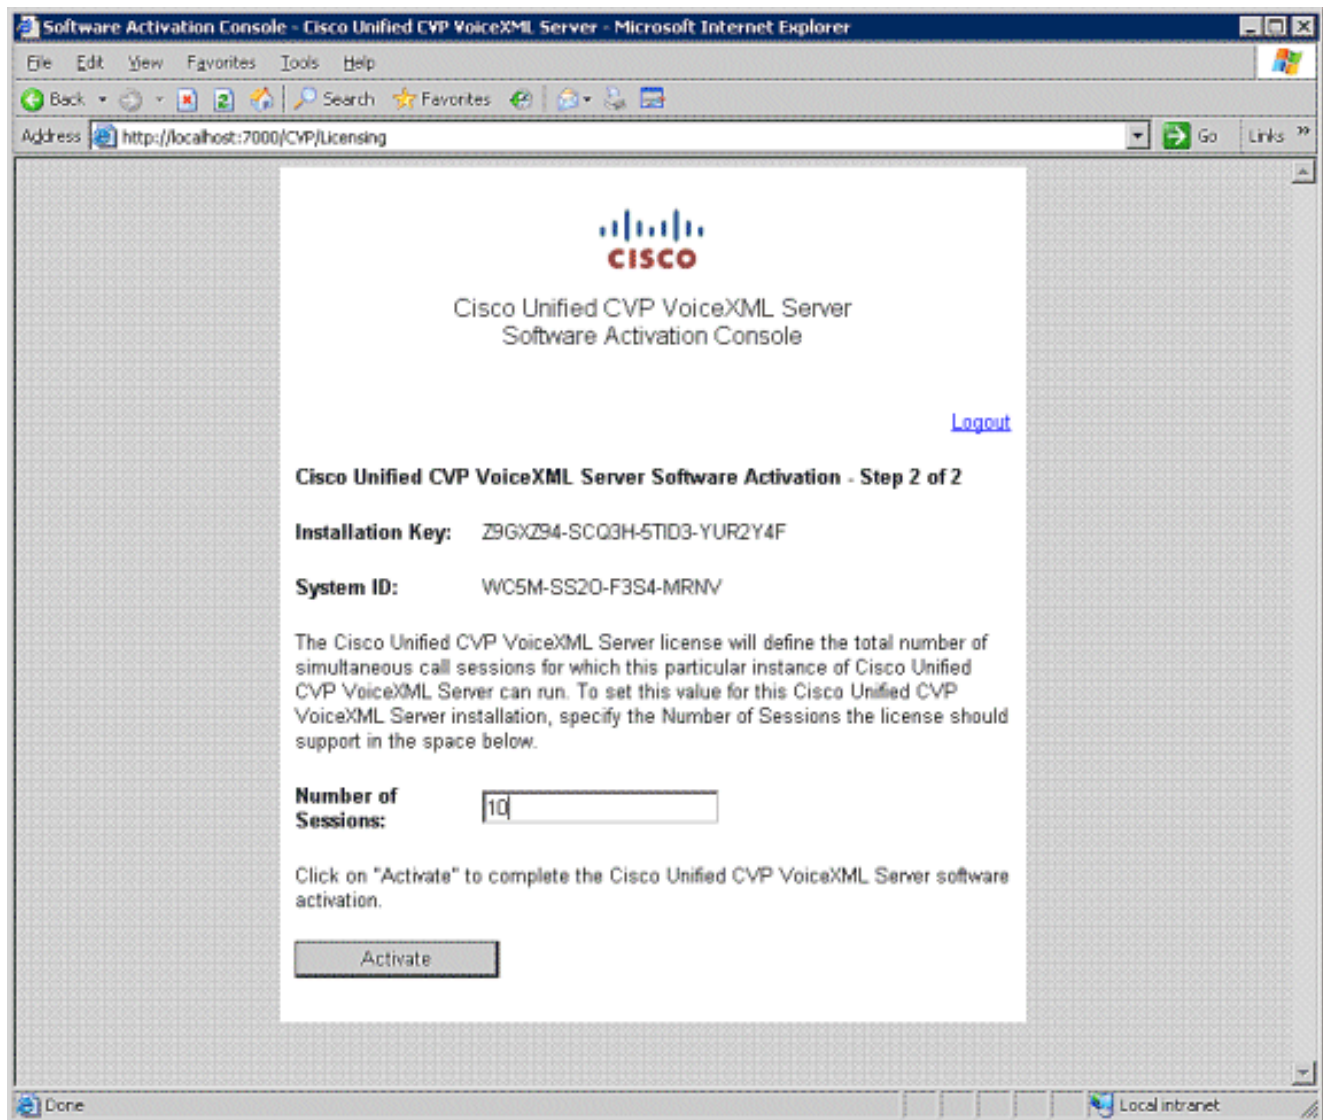 Software Activation Console - Cisco Unified CVP VoiceXML Server - Microsoft Internet Explorer
File Edit View Favorites Tools Help
Back Search Favorites
Address http://localhost:7000/CVP/Licensing Go Links »
CISCO
Cisco Unified CVP VoiceXML Server
Software Activation Console
Logout
Cisco Unified CVP VoiceXML Server Software Activation - Step 2 of 2
Installation Key: Z9GXZ94-SCQ3H-5TID3-YUR2Y4F
System ID: WC5M-SS2O-F3S4-MRNV
The Cisco Unified CVP VoiceXML Server license will define the total number of
simultaneous call sessions for which this particular instance of Cisco Unified
CVP VoiceXML Server can run. To set this value for this Cisco Unified CVP
VoiceXML Server installation, specify the Number of Sessions the license should
support in the space below.
Number of
Sessions:
10
Click on "Activate" to complete the Cisco Unified CVP VoiceXML Server software
activation.
Activate
Done Local intranet